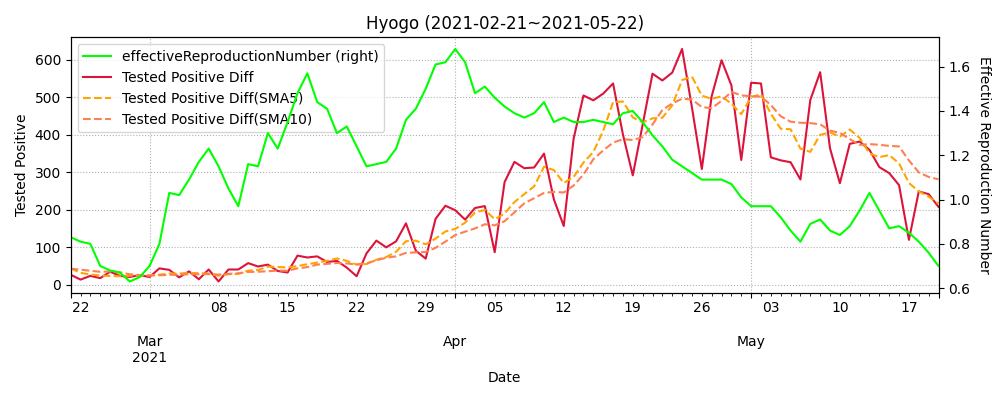 Hyogo (2021-02-21~2021-05-22)
effectiveReproductionNumber (right)
Tested Positive Diff
Tested Positive Diff(SMA5)
Tested Positive Diff(SMA10)
Tested Positive
600
500
400
300
200
100
0
1.6
1.4
1.2
1.0
0.8
0.6
Effective Reproduction Number
22 08 15 22 29 05 12 19 26 03 10 17
Mar Apr May
2021
Date